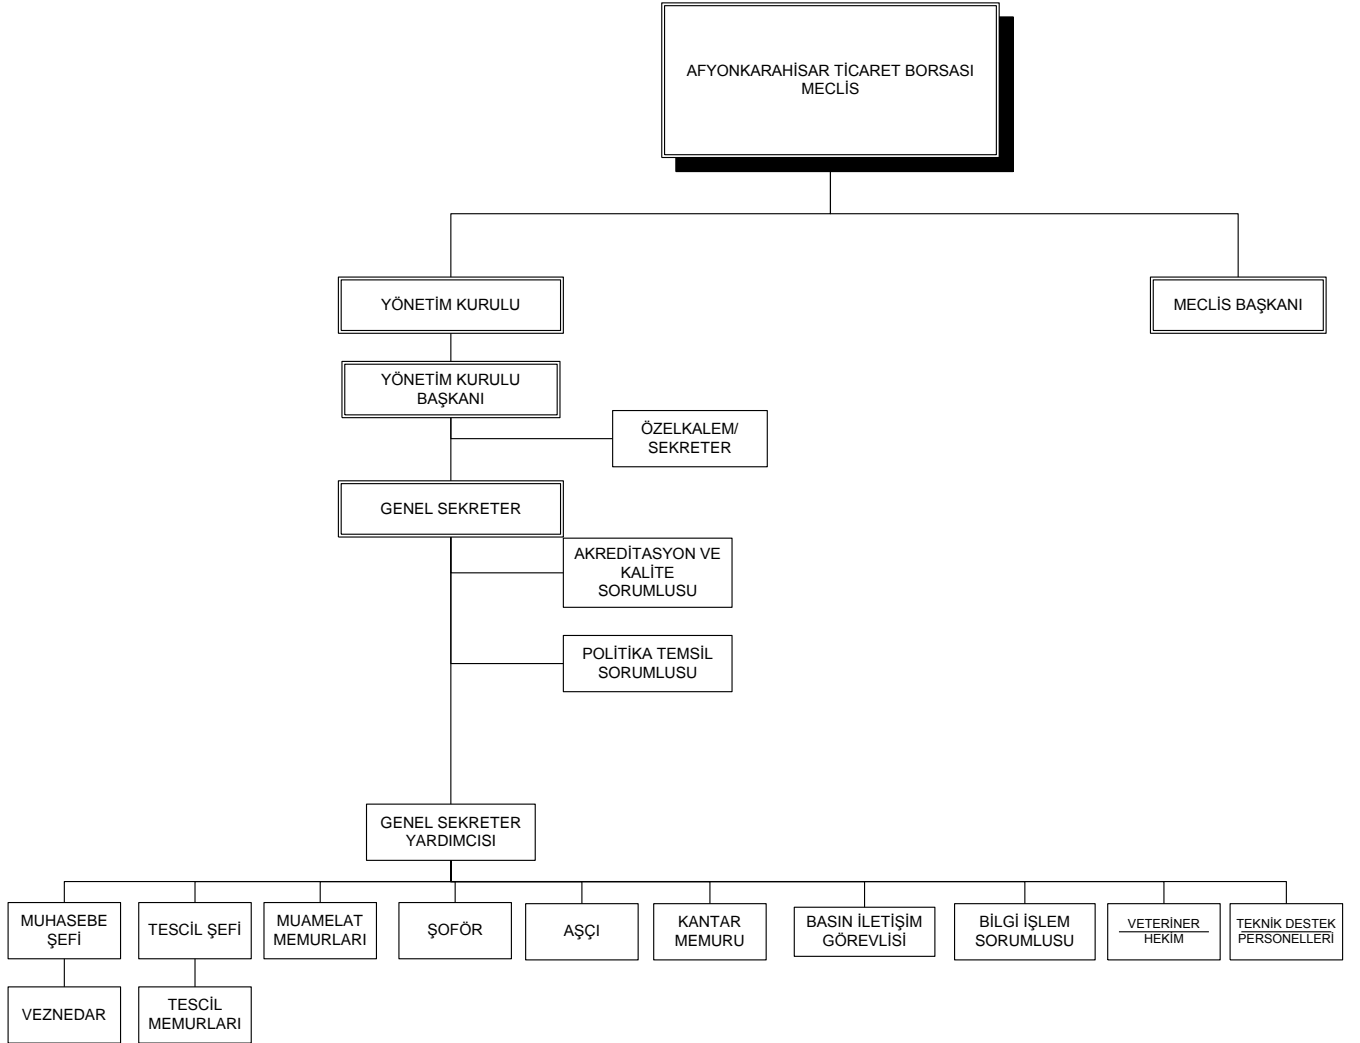 AFYONKARAHİSAR TİCARET BORSASI
MECLİS
YÖNETİM KURULU
MECLİS BAŞKANI
YÖNETİM KURULU
BAŞKANI
ÖZELKALEM/
SEKRETER
GENEL SEKRETER
AKREDİTASYON VE
KALİTE
SORUMLUSU
POLİTİKA TEMSİL
SORUMLUSU
GENEL SEKRETER
YARDIMCISI
MUHASEBE
ŞEFİ
TESCİL ŞEFİ
MUAMELAT
MEMURLARI
ŞOFÖR
AŞÇI
KANTAR
MEMURU
BASIN İLETİŞİM
GÖREVLİSİ
BİLGİ İŞLEM
SORUMLUSU
VETERİNER
HEKİM
TEKNİK DESTEK
PERSONELLERİ
VEZNEDAR
TESCİL
MEMURLARI